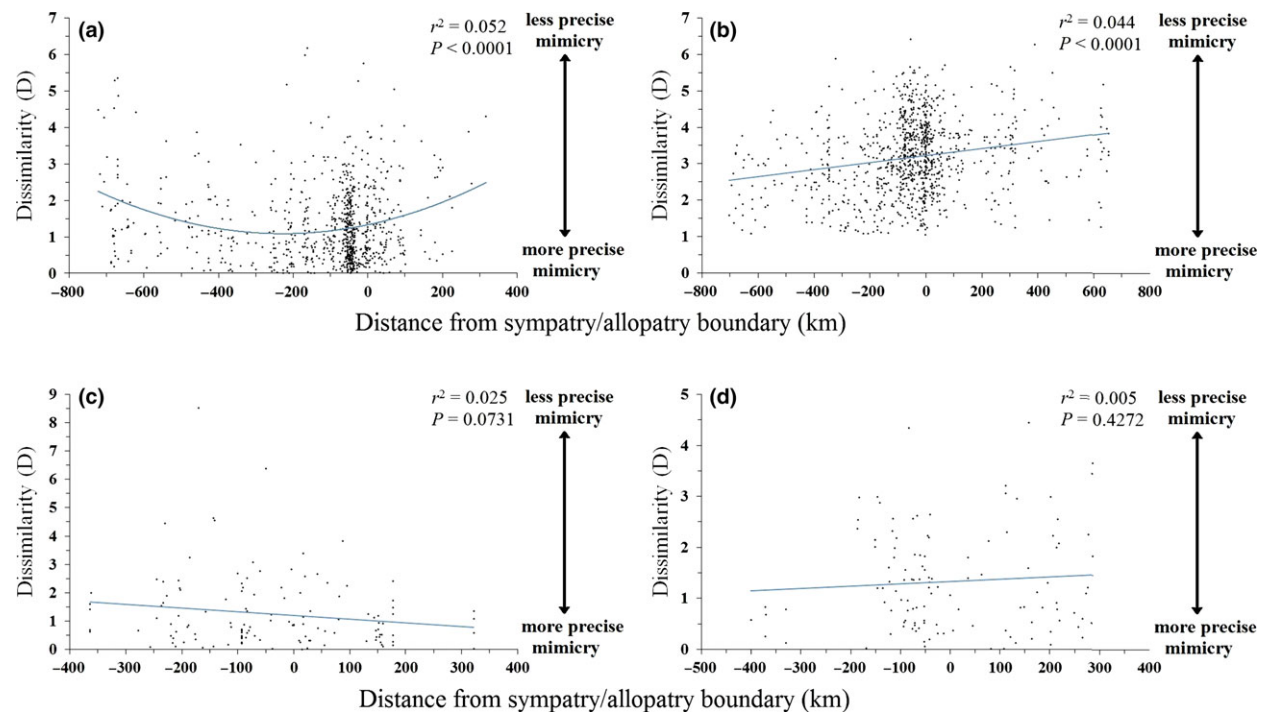 (a)
r² = 0.052
P < 0.0001
less precise
mimicry
more precise
mimicry
Dissimilarity (D)
7
6
5
4
3
2
1
0
−800 −600 −400 −200 0 200 400
(b)
r² = 0.044
P < 0.0001
less precise
mimicry
more precise
mimicry
Dissimilarity (D)
7
6
5
4
3
2
1
0
−800 −600 −400 −200 0 200 400 600 800
Distance from sympatry/allopatry boundary (km)
(c)
r² = 0.025
P = 0.0731
less precise
mimicry
more precise
mimicry
Dissimilarity (D)
9
8
7
6
5
4
3
2
1
0
−400 −300 −200 −100 0 100 200 300 400
(d)
r² = 0.005
P = 0.4272
less precise
mimicry
more precise
mimicry
Dissimilarity (D)
5
4
3
2
1
0
−500 −400 −300 −200 −100 0 100 200 300 400
Distance from sympatry/allopatry boundary (km)